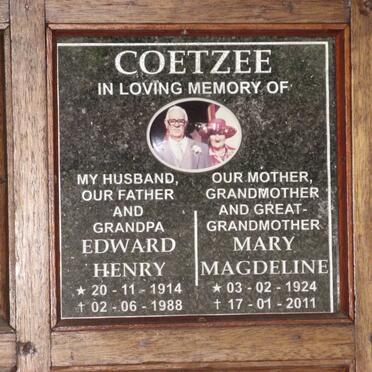 COETZEE
IN LOVING MEMORY OF
MY HUSBAND,
OUR FATHER
AND
GRANDPA
EDWARD
HENRY
★ 20 - 11 - 1914
✝ 02 - 06 - 1988
OUR MOTHER,
GRANDMOTHER
AND GREAT-
GRANDMOTHER
MARY
MAGDELINE
★ 03 - 02 - 1924
✝ 17 - 01 - 2011